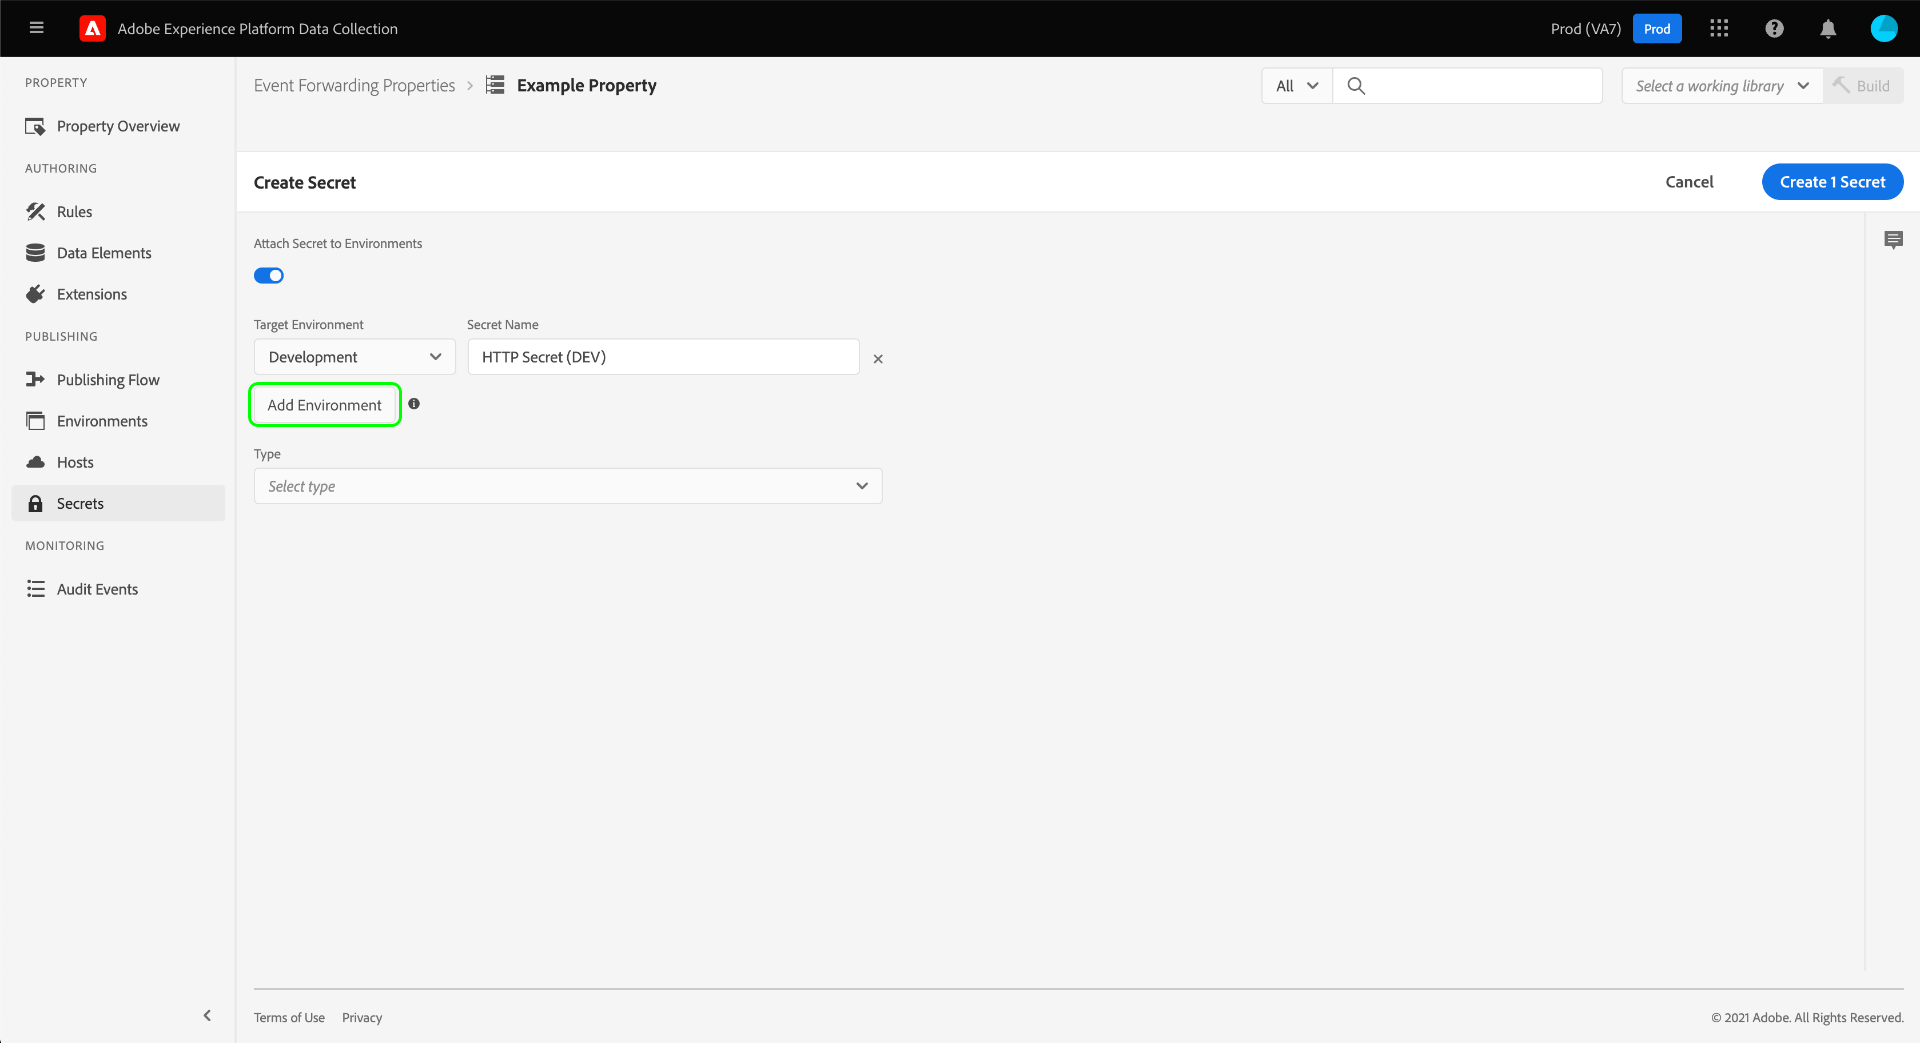 Adobe Experience Platform Data Collection
Prod (VA7) Prod
PROPERTY
Property Overview
AUTHORING
Rules
Data Elements
Extensions
PUBLISHING
Publishing Flow
Environments
Hosts
Secrets
MONITORING
Audit Events
Event Forwarding Properties > Example Property
All
Select a working library
Build
Create Secret
Cancel
Create 1 Secret
Attach Secret to Environments
Target Environment Secret Name
Development HTTP Secret (DEV)
Add Environment
Type
Select type
Terms of Use Privacy
© 2021 Adobe. All Rights Reserved.